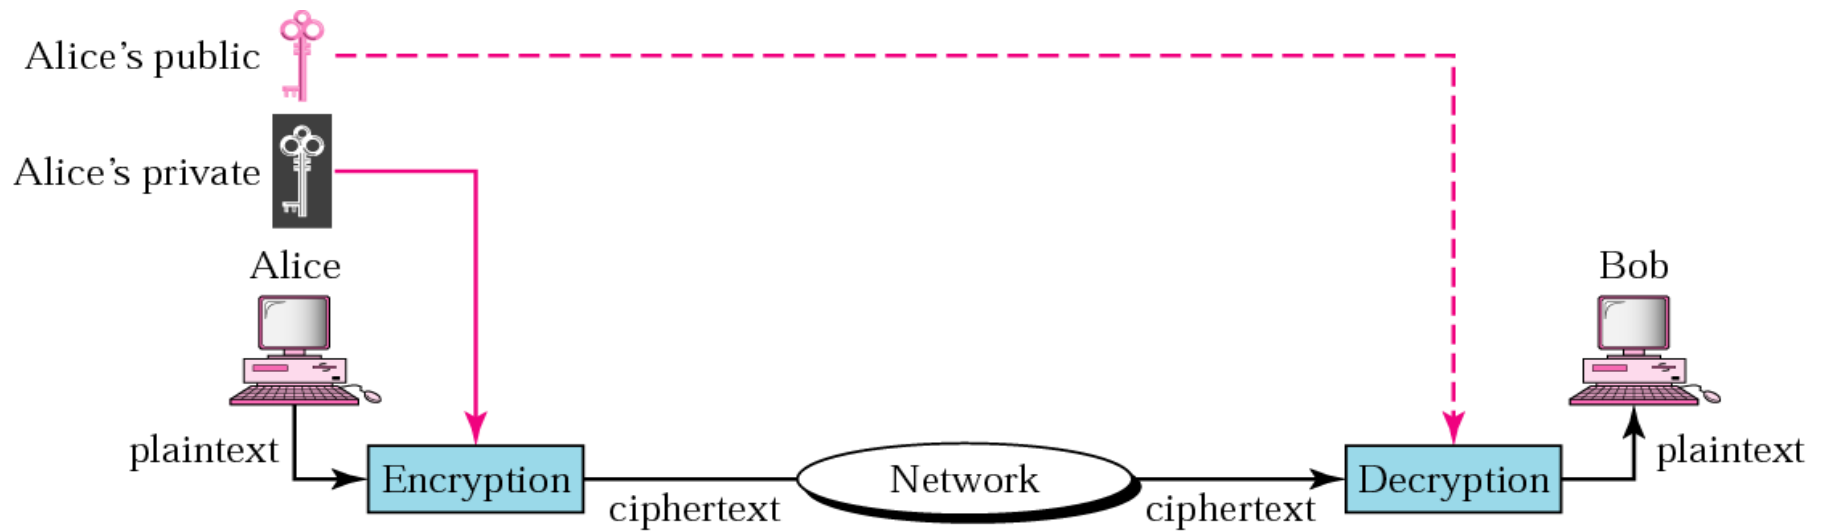 Alice’s public
Alice’s private
Alice
Bob
plaintext
plaintext
Encryption
Network
Decryption
ciphertext
ciphertext